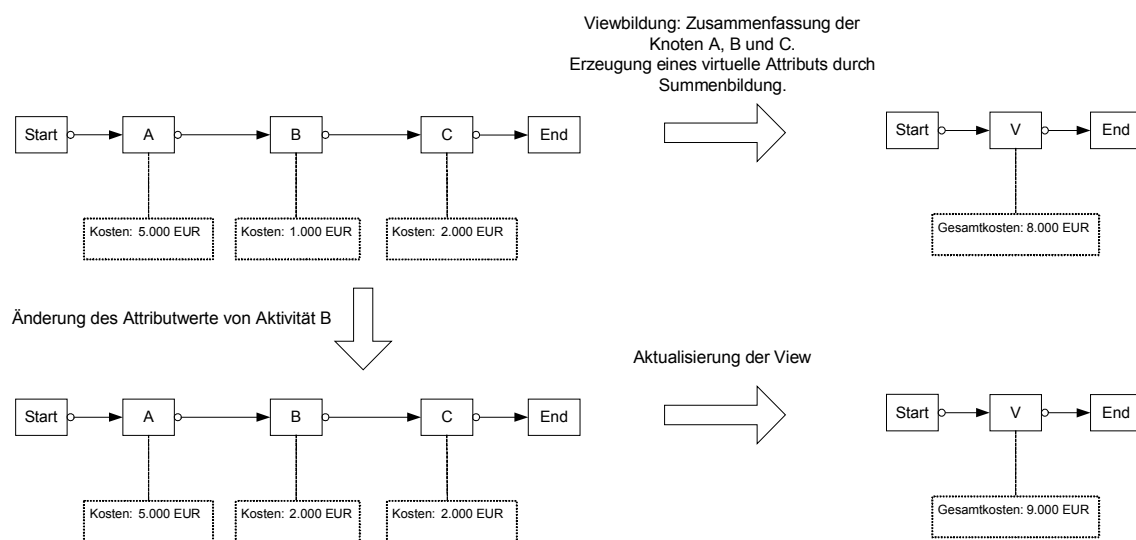 Viewbildung: Zusammenfassung der
Knoten A, B und C.
Erzeugung eines virtuelle Attributs durch
Summenbildung.
Start A B C End
Start V End
Kosten: 5.000 EUR
Kosten: 1.000 EUR
Kosten: 2.000 EUR
Gesamtkosten: 8.000 EUR
Änderung des Attributwerte von Aktivität B
Aktualisierung der View
Start A B C End
Start V End
Kosten: 5.000 EUR
Kosten: 2.000 EUR
Kosten: 2.000 EUR
Gesamtkosten: 9.000 EUR